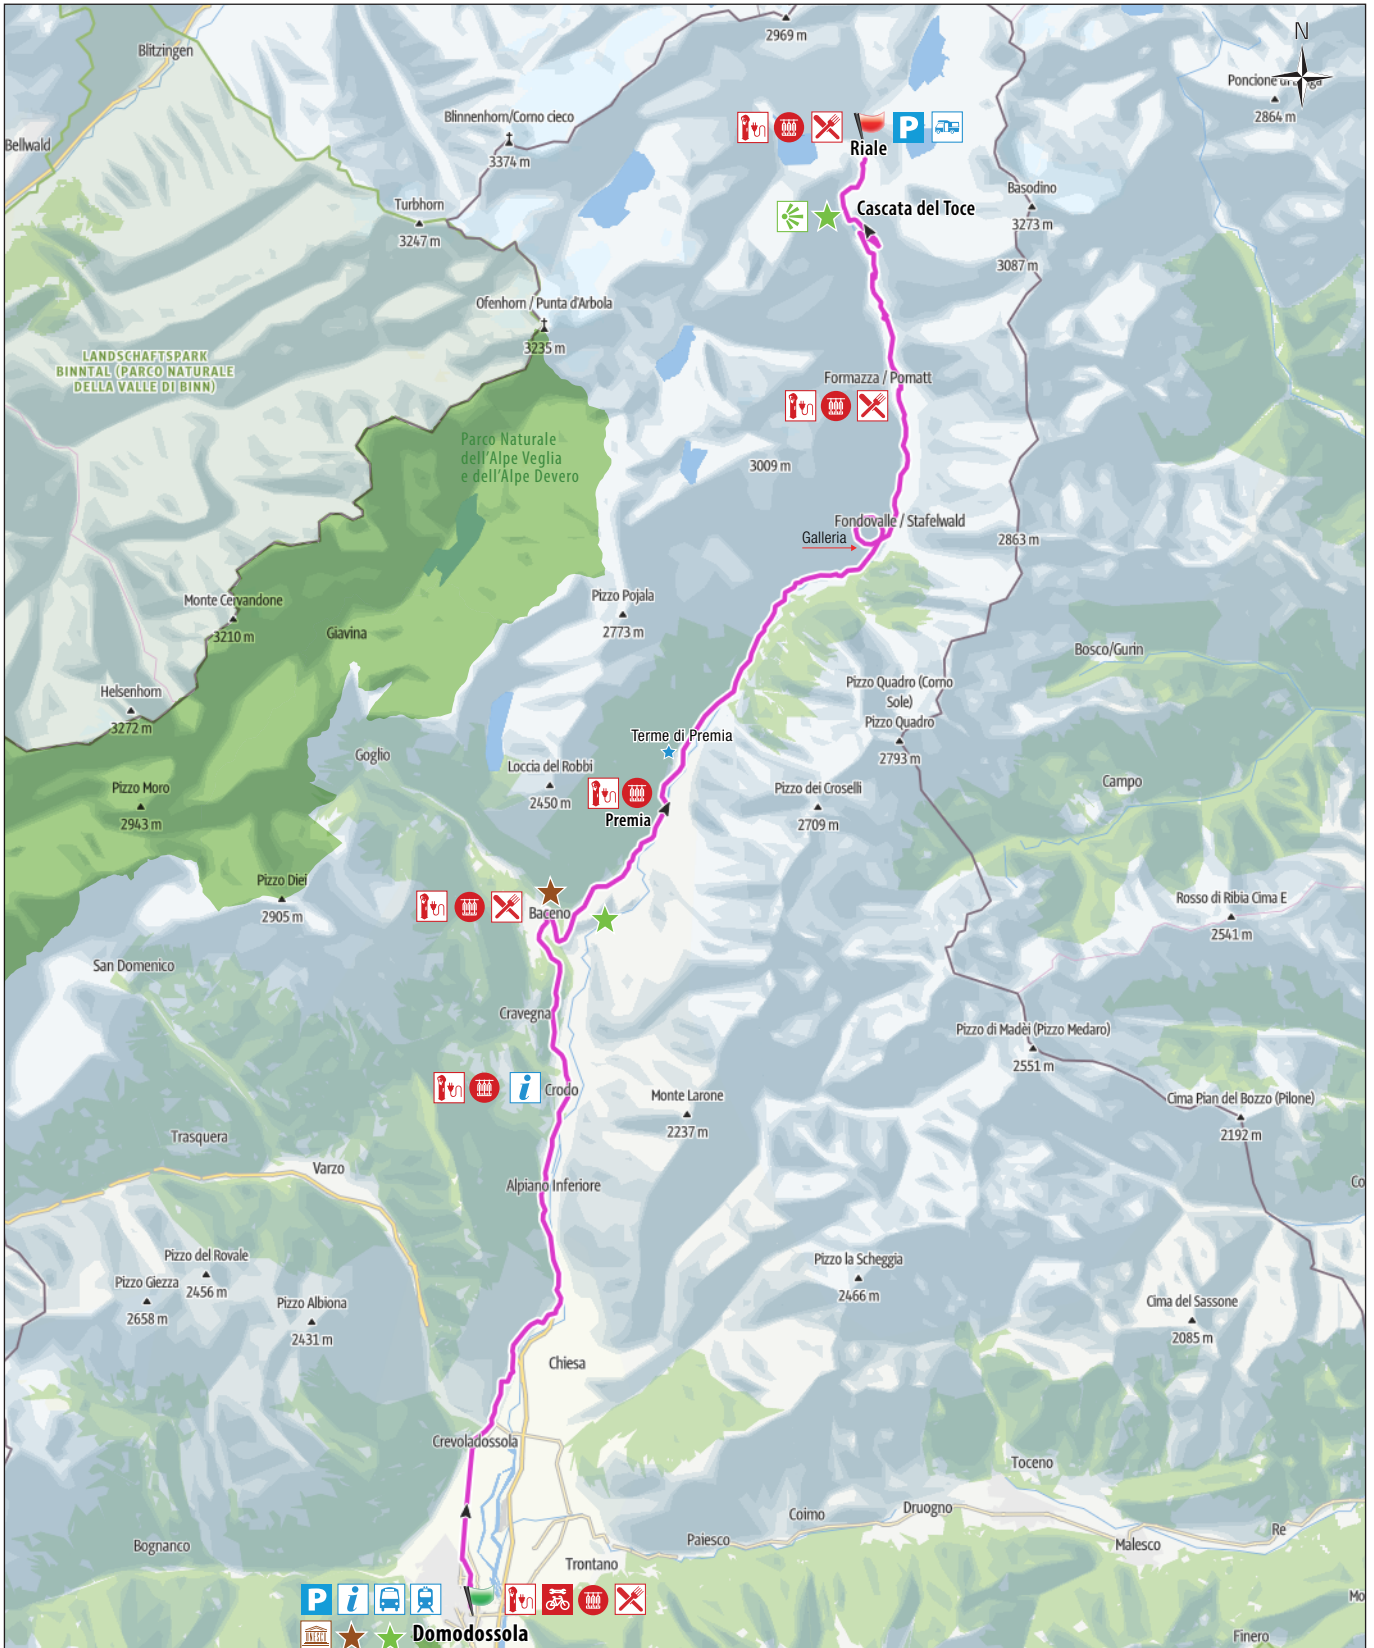 N
2969 m
Blitzingen
2864 m
Blinnenhorn/Corno cieco
3374 m
Bellwald
Riale
P
Basodino
3273 m
Turbhorn
3247 m
Cascata del Toce
3087 m
Ofenhorn / Punta d'Arbola
3235 m
LANDSCHAFTSPARK
BINNTAL (PARCO NATURALE
DELLA VALLE DI BINN)
Formazza / Pomatt
Parco Naturale
dell'Alpe Veglia
e dell'Alpe Devero
3009 m
Fondovalle / Stafelwald
Galleria
2863 m
Pizzo Pojala
2773 m
Monte Cervandone
3210 m
Giavina
Bosco/Gurin
Helsenhorn
3272 m
Pizzo Quadro (Corno
Sole)
Pizzo Quadro
2793 m
Terme di Premia
Goglio
Loccia del Robbi
2450 m
Pizzo Moro
2943 m
Pizzo dei Croselli
2709 m
Campo
Premia
Pizzo Diei
2905 m
Baceno
Rosso di Ribia Cima E
2541 m
San Domenico
Cravegna
Pizzo di Madèi (Pizzo Medaro)
2551 m
i
Crodo
Monte Larone
2237 m
Cima Pian del Bozzo (Pilone)
2192 m
Trasquera
Varzo
Alpiano Inferiore
Co
Pizzo del Rovale
2456 m
Pizzo Giezza
2658 m
Pizzo Albiona
2431 m
Pizzo la Scheggia
2466 m
Cima del Sassone
2085 m
Chiesa
Crevoladossola
Toceno
Druogno
Coimo
Paiesco
Re
Malesco
Bognanco
Trontano
Mo
P
i
UNESCO
Domodossola
Finero